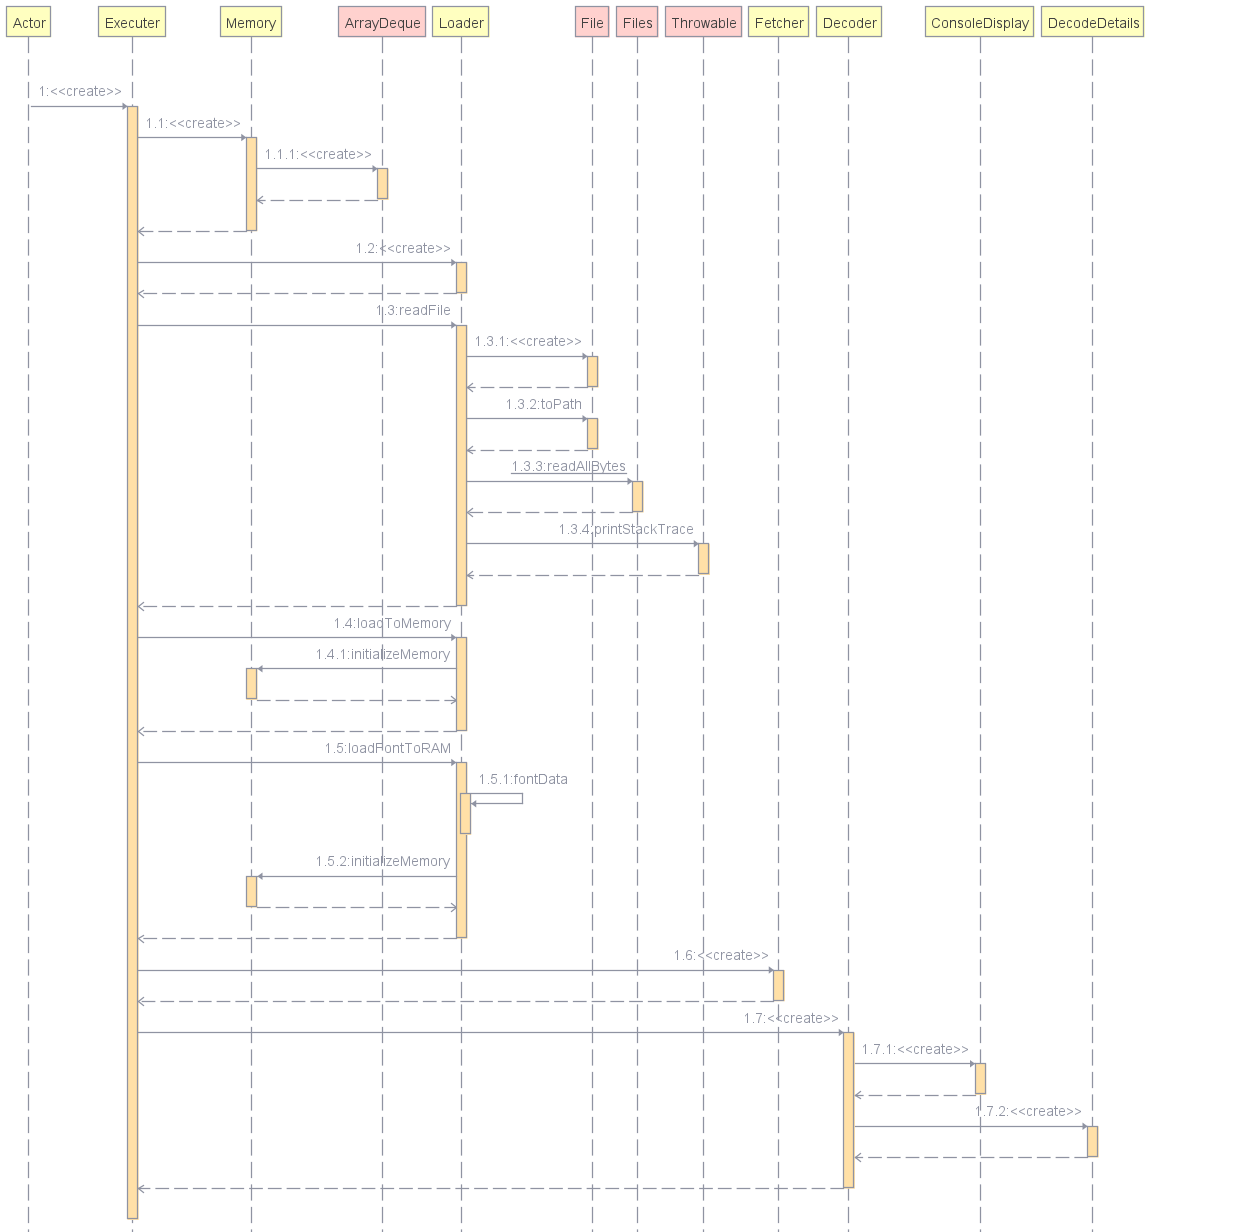 Actor
Executer
Memory
ArrayDeque
Loader
File
Files
Throwable
Fetcher
Decoder
ConsoleDisplay
DecodeDetails
1:<<create>>
1.1:<<create>>
1.1.1:<<create>>
1.2:<<create>>
1.3:readFile
1.3.1:<<create>>
1.3.2:toPath
1.3.3:readAllBytes
1.3.4:printStackTrace
1.4:loadToMemory
1.4.1:initializeMemory
1.5:loadFontToRAM
1.5.1:fontData
1.5.2:initializeMemory
1.6:<<create>>
1.7:<<create>>
1.7.1:<<create>>
1.7.2:<<create>>